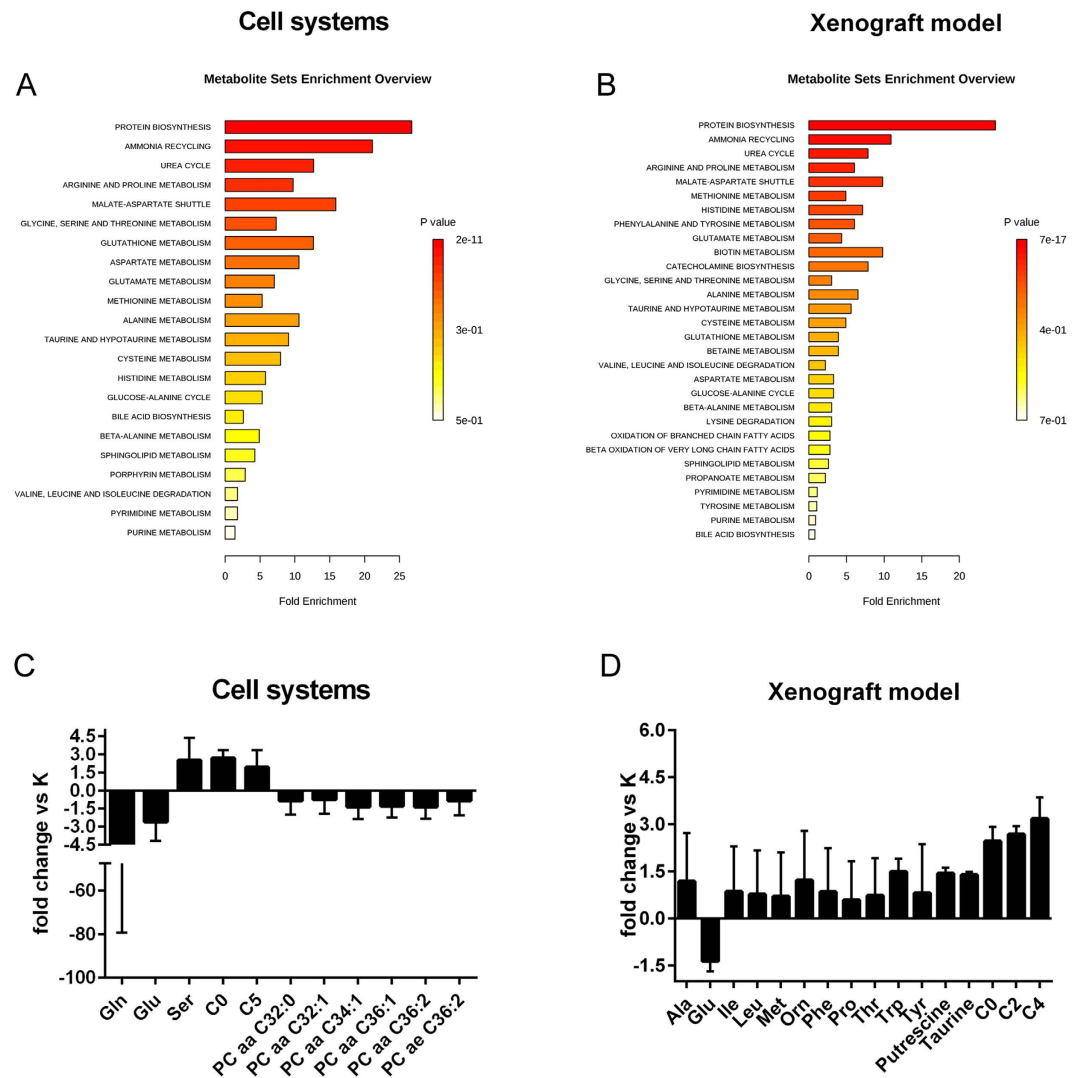 Cell systems
Xenograft model
A
Metabolite Sets Enrichment Overview
PROTEIN BIOSYNTHESIS
AMMONIA RECYCLING
UREA CYCLE
ARGININE AND PROLINE METABOLISM
MALATE-ASPARTATE SHUTTLE
GLYCINE, SERINE AND THREONINE METABOLISM
GLUTATHIONE METABOLISM
ASPARTATE METABOLISM
GLUTAMATE METABOLISM
METHIONINE METABOLISM
ALANINE METABOLISM
TAURINE AND HYPOTAURINE METABOLISM
CYSTEINE METABOLISM
HISTIDINE METABOLISM
GLUCOSE-ALANINE CYCLE
BILE ACID BIOSYNTHESIS
BETA-ALANINE METABOLISM
SPHINGOLIPID METABOLISM
PORPHYRIN METABOLISM
VALINE, LEUCINE AND ISOLEUCINE DEGRADATION
PYRIMIDINE METABOLISM
PURINE METABOLISM
0 5 10 15 20 25
Fold Enrichment
P value
2e-11
3e-01
5e-01
B
Metabolite Sets Enrichment Overview
PROTEIN BIOSYNTHESIS
AMMONIA RECYCLING
UREA CYCLE
ARGININE AND PROLINE METABOLISM
MALATE-ASPARTATE SHUTTLE
METHIONINE METABOLISM
HISTIDINE METABOLISM
PHENYLALANINE AND TYROSINE METABOLISM
GLUTAMATE METABOLISM
BIOTIN METABOLISM
CATECHOLAMINE BIOSYNTHESIS
GLYCINE, SERINE AND THREONINE METABOLISM
ALANINE METABOLISM
TAURINE AND HYPOTAURINE METABOLISM
CYSTEINE METABOLISM
GLUTATHIONE METABOLISM
BETAINE METABOLISM
VALINE, LEUCINE AND ISOLEUCINE DEGRADATION
ASPARTATE METABOLISM
GLUCOSE-ALANINE CYCLE
BETA-ALANINE METABOLISM
LYSINE DEGRADATION
OXIDATION OF BRANCHED CHAIN FATTY ACIDS
BETA OXIDATION OF VERY LONG CHAIN FATTY ACIDS
SPHINGOLIPID METABOLISM
PROPANOATE METABOLISM
PYRIMIDINE METABOLISM
TYROSINE METABOLISM
PURINE METABOLISM
BILE ACID BIOSYNTHESIS
0 5 10 15 20
Fold Enrichment
P value
7e-17
4e-01
7e-01
C
Cell systems
fold change vs K
4.5
3.0
1.5
0.0
-1.5
-3.0
-4.5
-60
-80
-100
Gln
Glu
Ser
C0
C5
PC aa C32:0
PC aa C32:1
PC aa C34:1
PC aa C36:1
PC aa C36:2
PC ae C36:2
D
Xenograft model
fold change vs K
6.0
4.5
3.0
1.5
0.0
-1.5
Ala
Glu
Ile
Leu
Met
Orn
Phe
Pro
Thr
Trp
Tyr
Putrescine
Taurine
C0
C2
C4